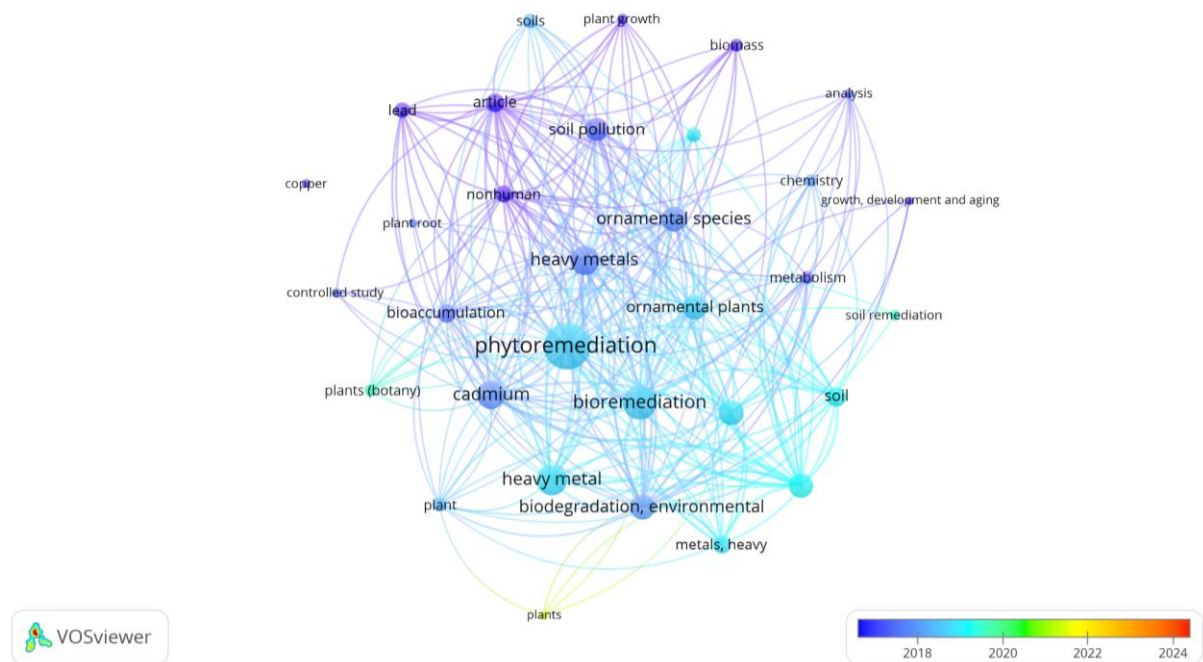 soils
plant growth
biomass
analysis
article
lead
soil pollution
chemistry
copper
nonhuman
growth, development and aging
ornamental species
plant root
heavy metals
metabolism
controlled study
ornamental plants
bioaccumulation
soil remediation
phytoremediation
plants (botany)
cadmium
soil
bioremediation
heavy metal
plant
biodegradation, environmental
metals, heavy
plants
VOSviewer
2018 2020 2022 2024